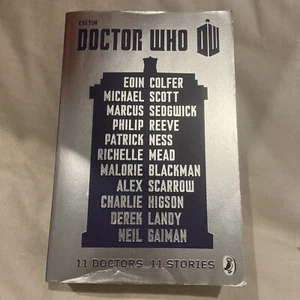 BBC
DOCTOR WHO DW
EOIN COLFER
MICHAEL SCOTT
MARCUS SEDGWICK
PHILIP REEVE
PATRICK NESS
RICHELLE MEAD
MALORIE BLACKMAN
ALEX SCARROW
CHARLIE HIGSON
DEREK LANDY
NEIL GAIMAN
11 DOCTORS 11 STORIES